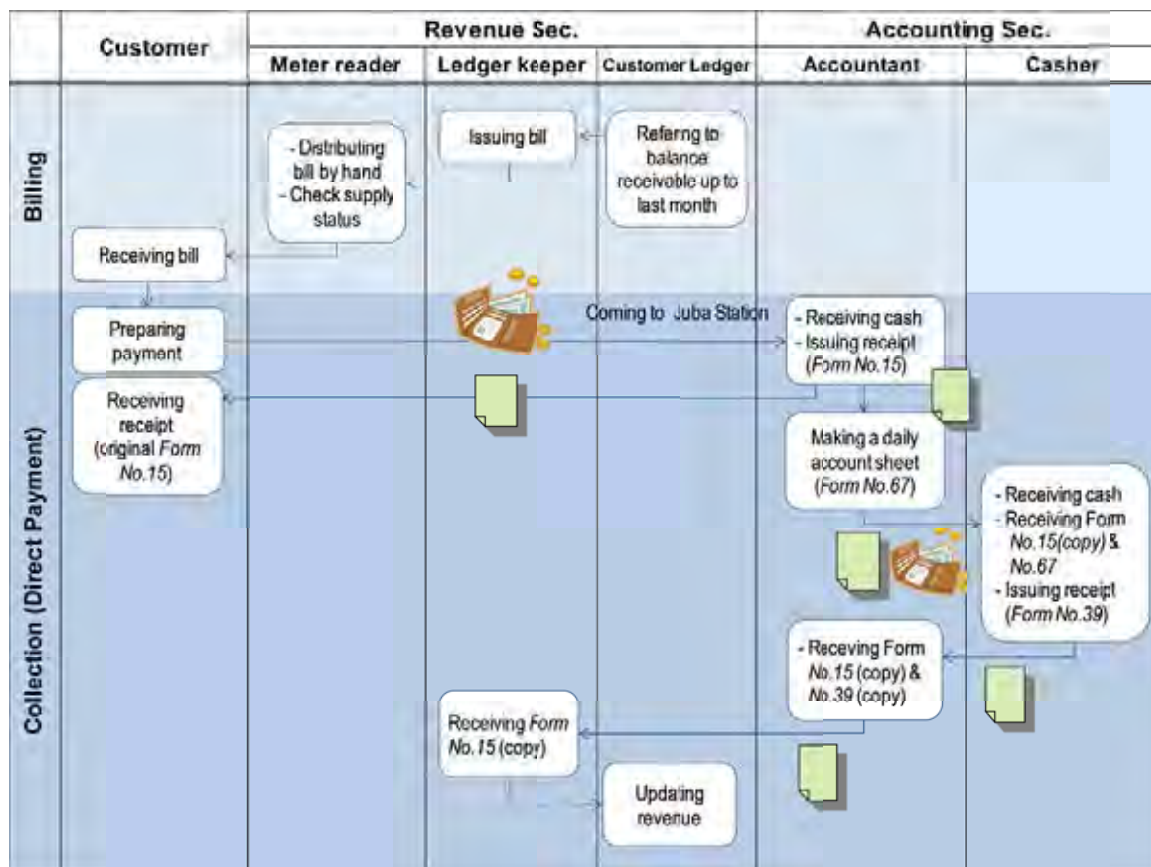 Customer
Revenue Sec.
Accounting Sec.
Meter reader
Ledger keeper
Customer Ledger
Accountant
Casher
Billing
Issuing bill
Referng to
balance
receivable up to
last month
- Distributing
bill by hand
- Check supply
status
Receiving bill
Collection (Direct Payment)
Preparing
payment
Coming to Juba Station
- Receiving cash
- Issuing receipt
(Form No.15)
Receiving
receipt
(original Form
No.15)
Making a daily
account sheet
(Form No.67)
- Receiving cash
- Receiving Form
No.15(copy) &
No.67
- Issuing receipt
(Form No.39)
- Receving Form
No.15 (copy) &
No.39 (copy)
Receiving Form
No.15 (copy)
Updating
revenue